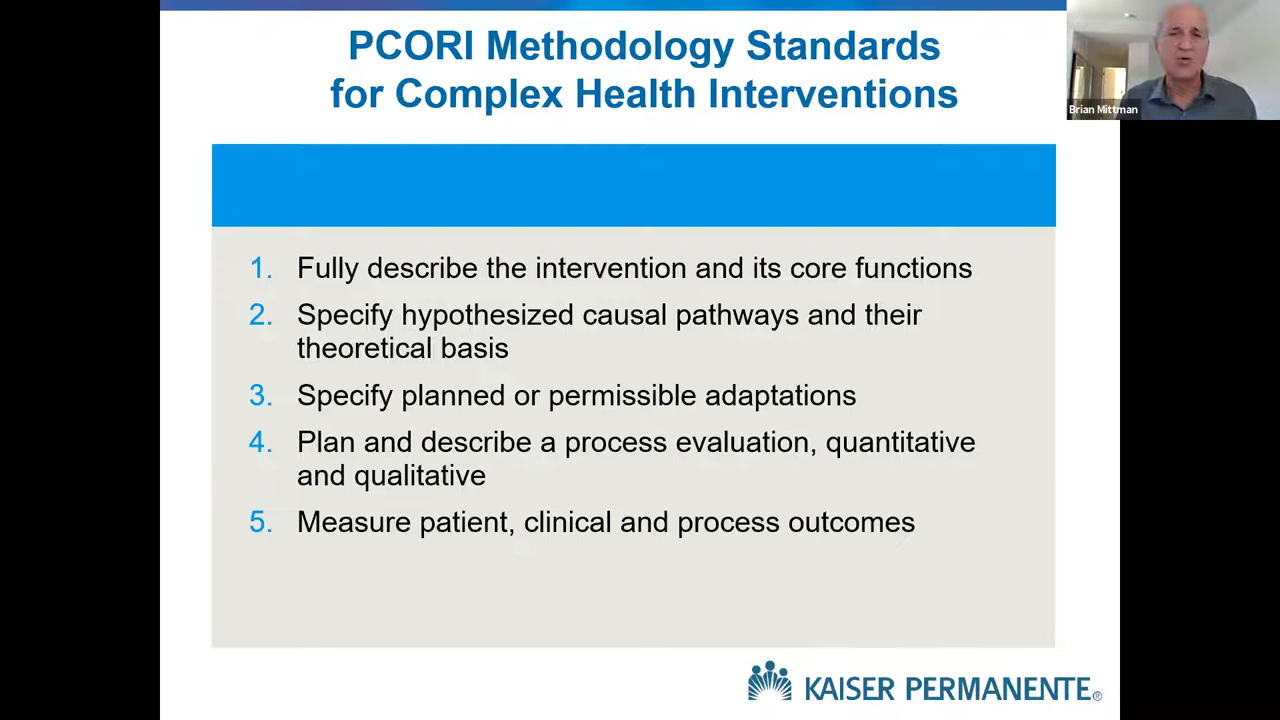 PCORI Methodology Standards
for Complex Health Interventions
Brian Mittman
1. Fully describe the intervention and its core functions
2. Specify hypothesized causal pathways and their
theoretical basis
3. Specify planned or permissible adaptations
4. Plan and describe a process evaluation, quantitative
and qualitative
5. Measure patient, clinical and process outcomes
KAISER PERMANENTE®